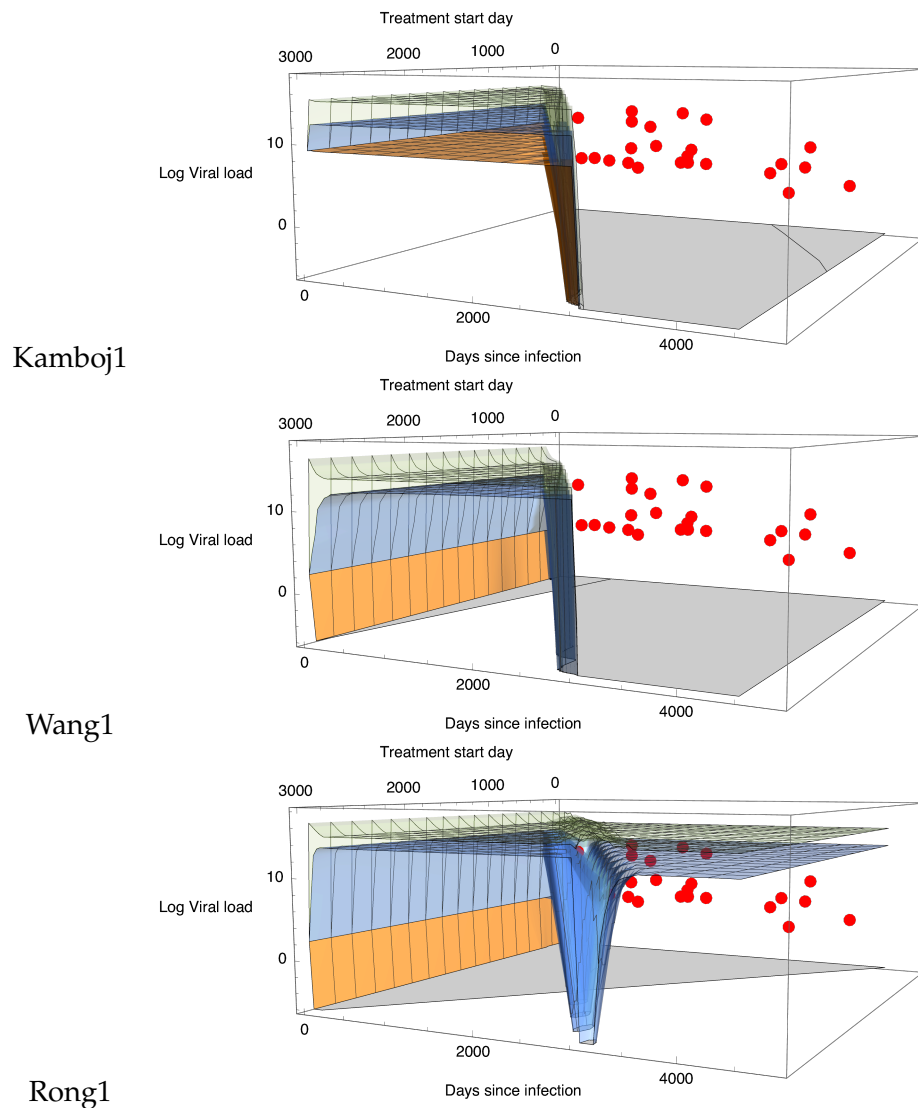 Treatment start day
3000 2000 1000 0
10
Log Viral load
0
0
2000
4000
Days since infection
Kamboj1
Treatment start day
3000 2000 1000 0
10
Log Viral load
0
0
2000
4000
Days since infection
Wang1
Treatment start day
3000 2000 1000 0
10
Log Viral load
0
0
2000
4000
Days since infection
Rong1